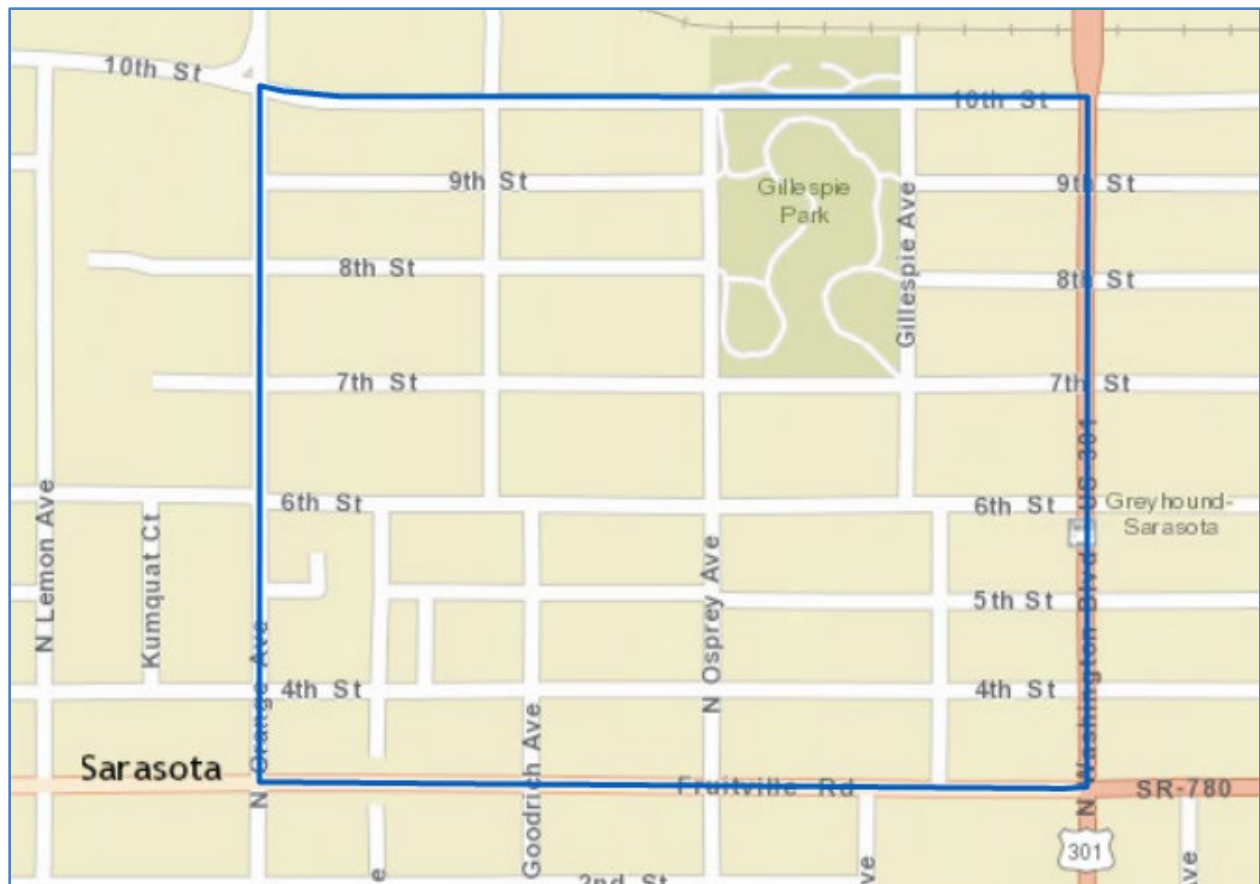 10th St
10th St
9th St
9th St
Gillespie
Park
Gillespie Ave
8th St
8th St
7th St
7th St
US 301
6th St
6th St
Greyhound-
Sarasota
N Lemon Ave
Kumquat Ct
N Orange Ave
N Osprey Ave
5th St
N Washington Blvd
4th St
4th St
Goodrich Ave
Sarasota
Fruitville Rd
SR-780
301
2nd St